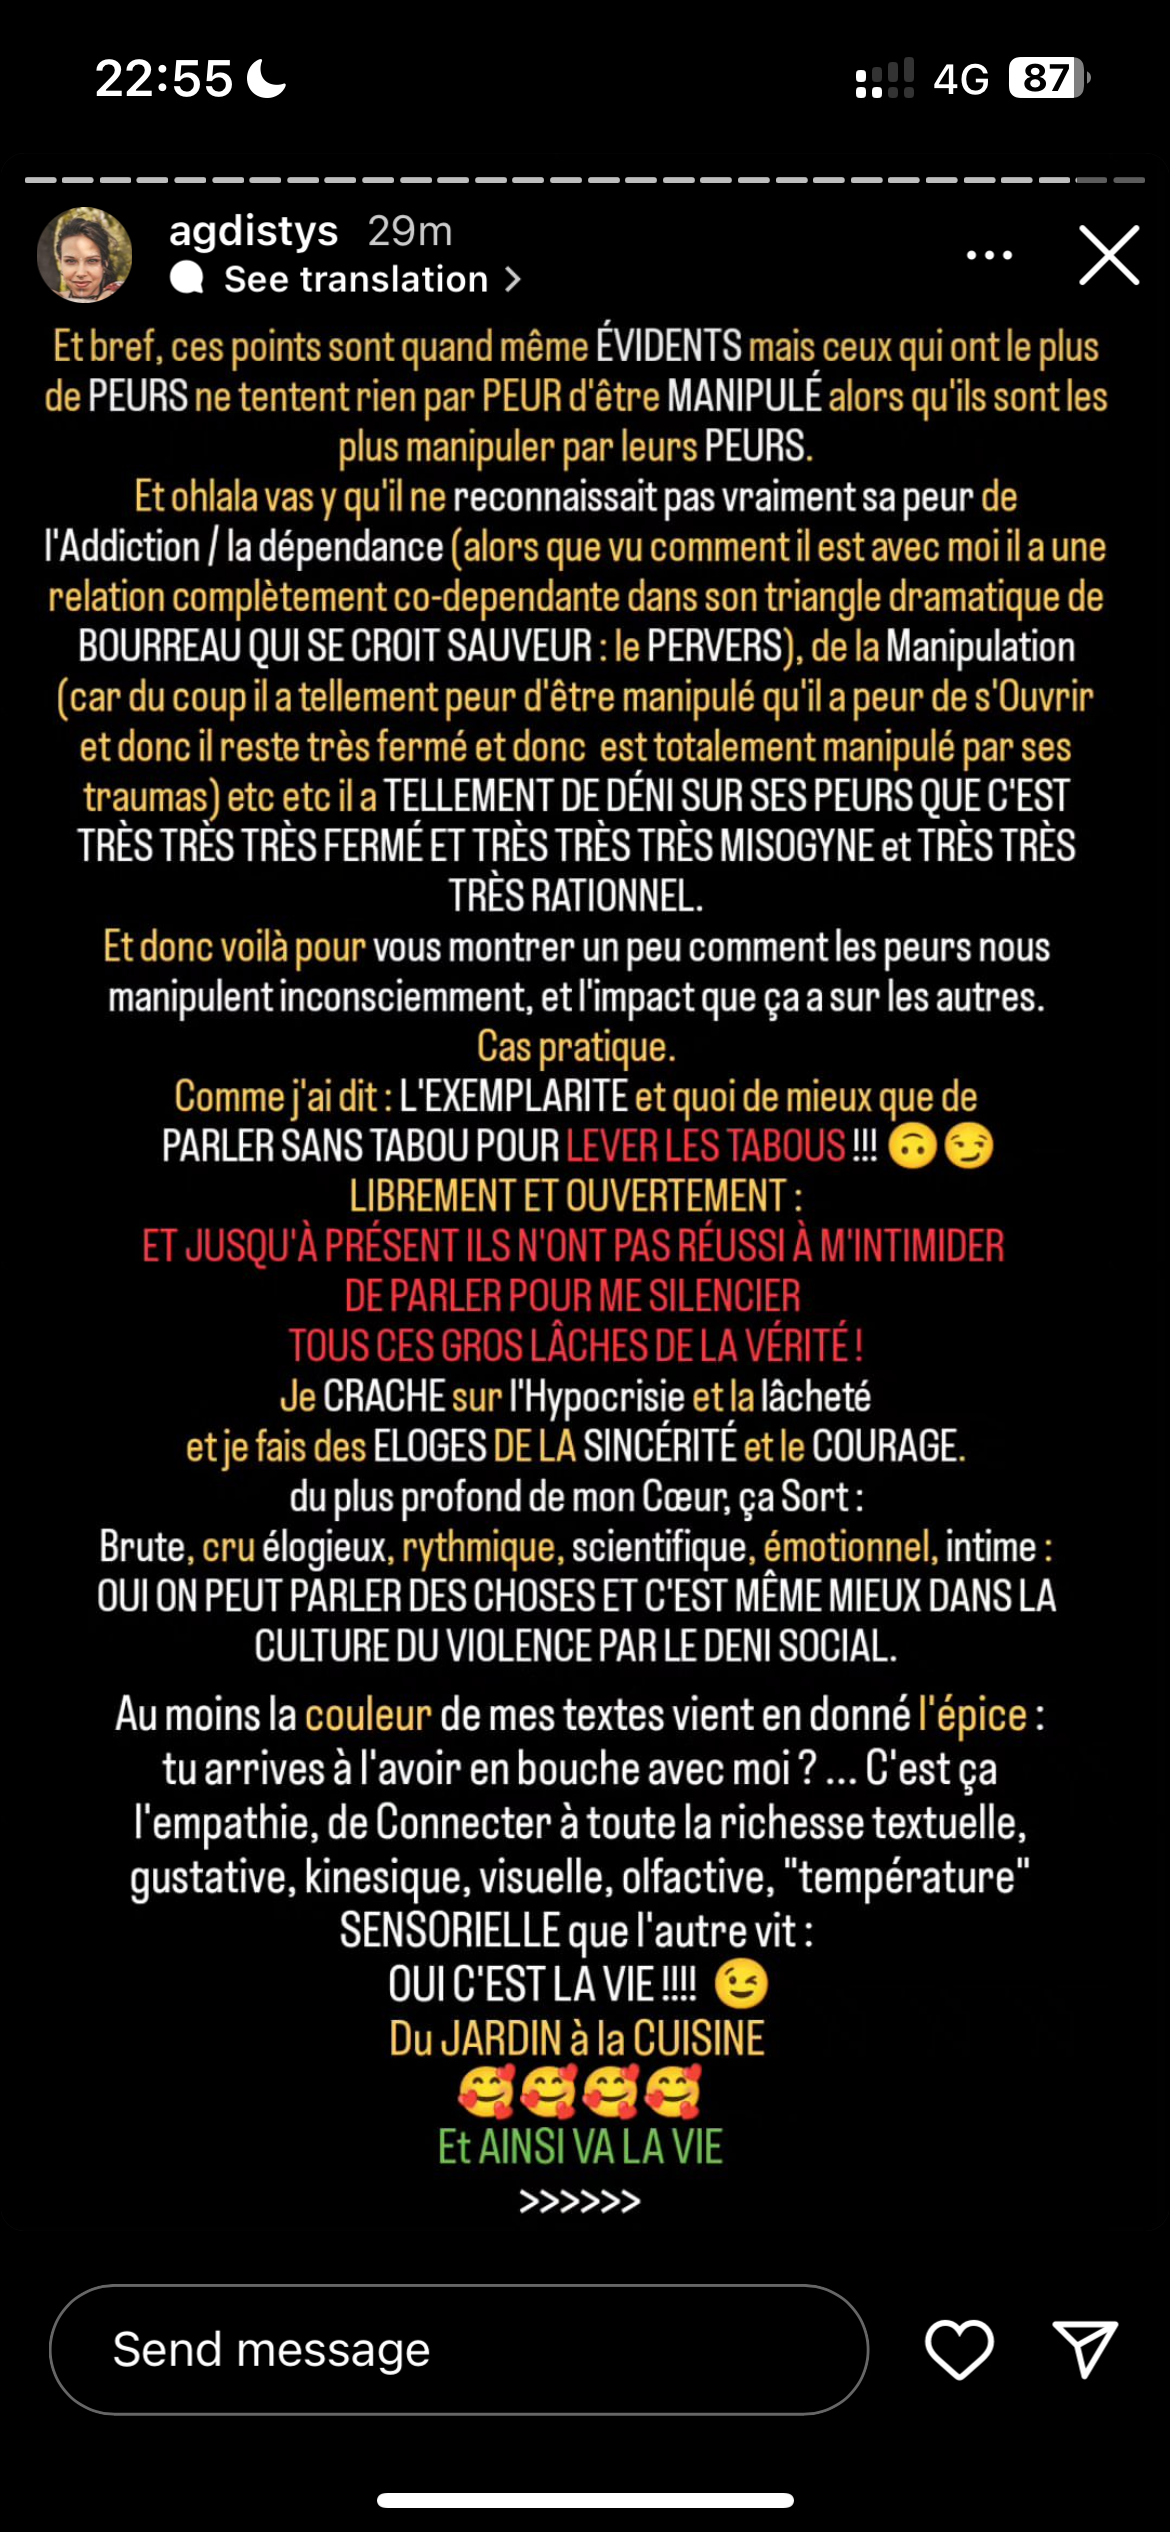 22:55
4G
87
agdistys 29m
See translation >
Et bref, ces points sont quand même ÉVIDENTS mais ceux qui ont le plus
de PEURS ne tentent rien par PEUR d'être MANIPULÉ alors qu'ils sont les
plus manipuler par leurs PEURS.
Et ohlala vas y qu'il ne reconnaissait pas vraiment sa peur de
l'Addiction / la dépendance (alors que vu comment il est avec moi il a une
relation complètement co-dependante dans son triangle dramatique de
BOURREAU QUI SE CROIT SAUVEUR : le PERVERS), de la Manipulation
(car du coup il a tellement peur d'être manipulé qu'il a peur de s'Ouvrir
et donc il reste très fermé et donc est totalement manipulé par ses
traumas) etc etc il a TELLEMENT DE DÉNI SUR SES PEURS QUE C'EST
TRÈS TRÈS TRÈS FERMÉ ET TRÈS TRÈS TRÈS MISOGYNE et TRÈS TRÈS
TRÈS RATIONNEL.
Et donc voilà pour vous montrer un peu comment les peurs nous
manipulent inconsciemment, et l'impact que ça a sur les autres.
Cas pratique.
Comme j'ai dit : L'EXEMPLARITE et quoi de mieux que de
PARLER SANS TABOU POUR LEVER LES TABOUS !!! 🙃😏
LIBREMENT ET OUVERTEMENT :
ET JUSQU'À PRÉSENT ILS N'ONT PAS RÉUSSI À M'INTIMIDER
DE PARLER POUR ME SILENCIER
TOUS CES GROS LÂCHES DE LA VÉRITÉ !
Je CRACHE sur l'Hypocrisie et la lâcheté
et je fais des ELOGES DE LA SINCÉRITÉ et le COURAGE.
du plus profond de mon Cœur, ça Sort :
Brute, cru élogieux, rythmique, scientifique, émotionnel, intime :
OUI ON PEUT PARLER DES CHOSES ET C'EST MÊME MIEUX DANS LA
CULTURE DU VIOLENCE PAR LE DENI SOCIAL.
Au moins la couleur de mes textes vient en donné l'épice :
tu arrives à l'avoir en bouche avec moi ? ... C'est ça
l'empathie, de Connecter à toute la richesse textuelle,
gustative, kinesique, visuelle, olfactive, "température"
SENSORIELLE que l'autre vit :
OUI C'EST LA VIE !!!! 😉
Du JARDIN à la CUISINE
🥰🥰🥰🥰
Et AINSI VA LA VIE
>>>>>>
Send message